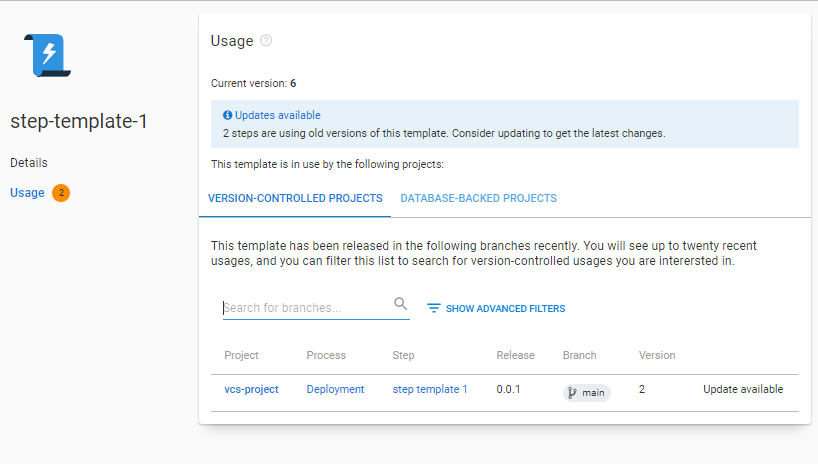 step-template-1
Details
Usage 2
Usage ?
Current version: 6
Updates available
2 steps are using old versions of this template. Consider updating to get the latest changes.
This template is in use by the following projects:
VERSION-CONTROLLED PROJECTS DATABASE-BACKED PROJECTS
This template has been released in the following branches recently. You will see up to twenty recent
usages, and you can filter this list to search for version-controlled usages you are interersted in.
Search for branches... SHOW ADVANCED FILTERS
Project Process Step Release Branch Version
vcs-project Deployment step template 1 0.0.1 main 2 Update available